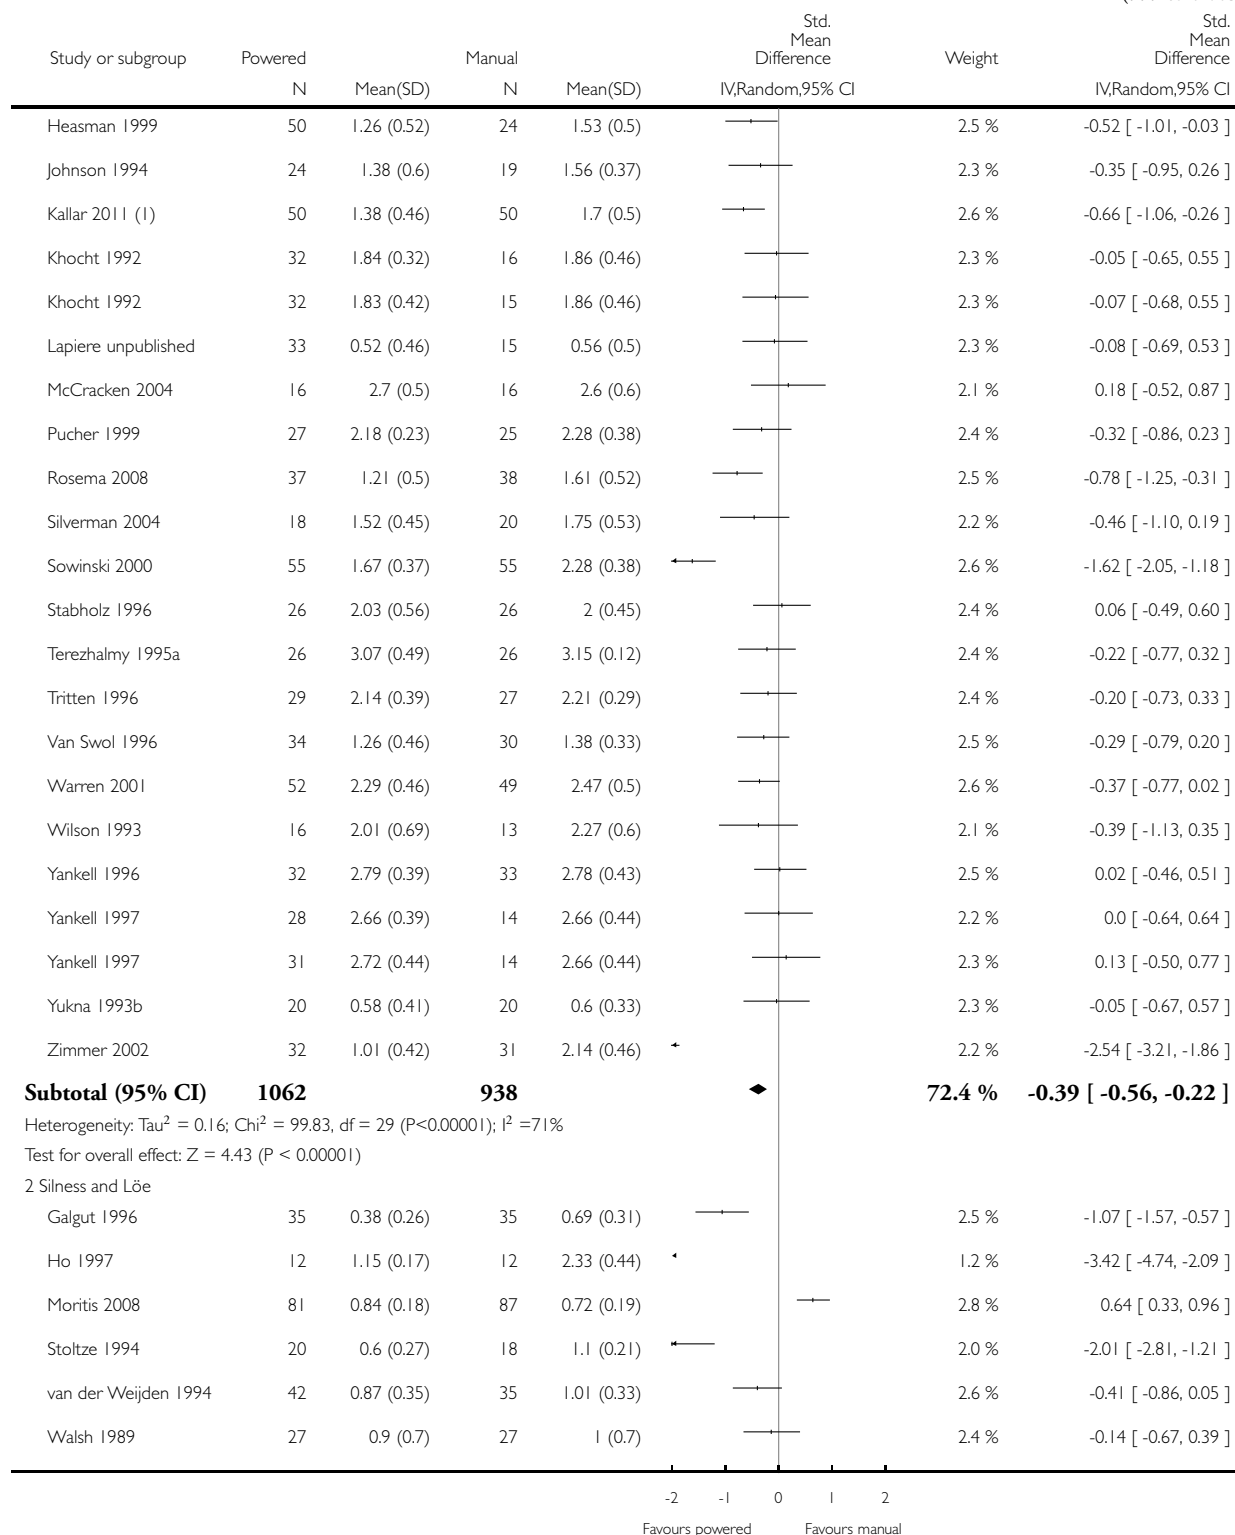 Std.
Mean
Difference
Std.
Mean
Difference
Study or subgroup Powered Manual Weight
N Mean(SD) N Mean(SD) IV,Random,95% CI IV,Random,95% CI
Heasman 1999 50 1.26 (0.52) 24 1.53 (0.5) 2.5 % -0.52 [ -1.01, -0.03 ]
Johnson 1994 24 1.38 (0.6) 19 1.56 (0.37) 2.3 % -0.35 [ -0.95, 0.26 ]
Kallar 2011 (1) 50 1.38 (0.46) 50 1.7 (0.5) 2.6 % -0.66 [ -1.06, -0.26 ]
Khocht 1992 32 1.84 (0.32) 16 1.86 (0.46) 2.3 % -0.05 [ -0.65, 0.55 ]
Khocht 1992 32 1.83 (0.42) 15 1.86 (0.46) 2.3 % -0.07 [ -0.68, 0.55 ]
Lapiere unpublished 33 0.52 (0.46) 15 0.56 (0.5) 2.3 % -0.08 [ -0.69, 0.53 ]
McCracken 2004 16 2.7 (0.5) 16 2.6 (0.6) 2.1 % 0.18 [ -0.52, 0.87 ]
Pucher 1999 27 2.18 (0.23) 25 2.28 (0.38) 2.4 % -0.32 [ -0.86, 0.23 ]
Rosema 2008 37 1.21 (0.5) 38 1.61 (0.52) 2.5 % -0.78 [ -1.25, -0.31 ]
Silverman 2004 18 1.52 (0.45) 20 1.75 (0.53) 2.2 % -0.46 [ -1.10, 0.19 ]
Sowinski 2000 55 1.67 (0.37) 55 2.28 (0.38) 2.6 % -1.62 [ -2.05, -1.18 ]
Stabholz 1996 26 2.03 (0.56) 26 2 (0.45) 2.4 % 0.06 [ -0.49, 0.60 ]
Terezhalmy 1995a 26 3.07 (0.49) 26 3.15 (0.12) 2.4 % -0.22 [ -0.77, 0.32 ]
Tritten 1996 29 2.14 (0.39) 27 2.21 (0.29) 2.4 % -0.20 [ -0.73, 0.33 ]
Van Swol 1996 34 1.26 (0.46) 30 1.38 (0.33) 2.5 % -0.29 [ -0.79, 0.20 ]
Warren 2001 52 2.29 (0.46) 49 2.47 (0.5) 2.6 % -0.37 [ -0.77, 0.02 ]
Wilson 1993 16 2.01 (0.69) 13 2.27 (0.6) 2.1 % -0.39 [ -1.13, 0.35 ]
Yankell 1996 32 2.79 (0.39) 33 2.78 (0.43) 2.5 % 0.02 [ -0.46, 0.51 ]
Yankell 1997 28 2.66 (0.39) 14 2.66 (0.44) 2.2 % 0.0 [ -0.64, 0.64 ]
Yankell 1997 31 2.72 (0.44) 14 2.66 (0.44) 2.3 % 0.13 [ -0.50, 0.77 ]
Yukna 1993b 20 0.58 (0.41) 20 0.6 (0.33) 2.3 % -0.05 [ -0.67, 0.57 ]
Zimmer 2002 32 1.01 (0.42) 31 2.14 (0.46) 2.2 % -2.54 [ -3.21, -1.86 ]
Subtotal (95% CI) 1062 938 72.4 % -0.39 [ -0.56, -0.22 ]
Heterogeneity: Tau² = 0.16; Chi² = 99.83, df = 29 (P<0.00001); I² =71%
Test for overall effect: Z = 4.43 (P < 0.00001)
2 Silness and Löe
Galgut 1996 35 0.38 (0.26) 35 0.69 (0.31) 2.5 % -1.07 [ -1.57, -0.57 ]
Ho 1997 12 1.15 (0.17) 12 2.33 (0.44) 1.2 % -3.42 [ -4.74, -2.09 ]
Moritis 2008 81 0.84 (0.18) 87 0.72 (0.19) 2.8 % 0.64 [ 0.33, 0.96 ]
Stoltze 1994 20 0.6 (0.27) 18 1.1 (0.21) 2.0 % -2.01 [ -2.81, -1.21 ]
van der Weijden 1994 42 0.87 (0.35) 35 1.01 (0.33) 2.6 % -0.41 [ -0.86, 0.05 ]
Walsh 1989 27 0.9 (0.7) 27 1 (0.7) 2.4 % -0.14 [ -0.67, 0.39 ]
-2 -1 0 1 2
Favours powered Favours manual